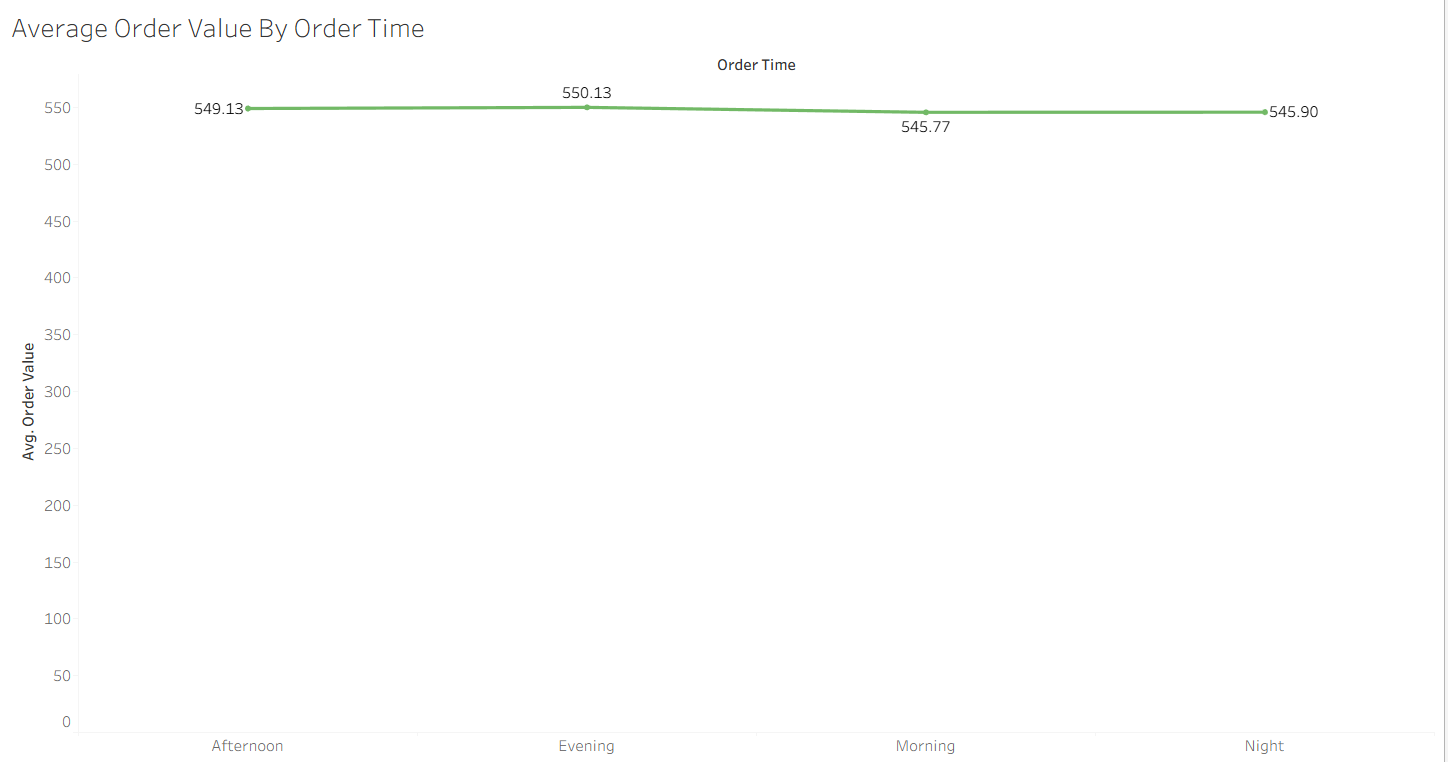 Average Order Value By Order Time
Order Time
550.13
549.13
545.77
545.90
Avg. Order Value
550
500
450
400
350
300
250
200
150
100
50
0
Afternoon
Evening
Morning
Night